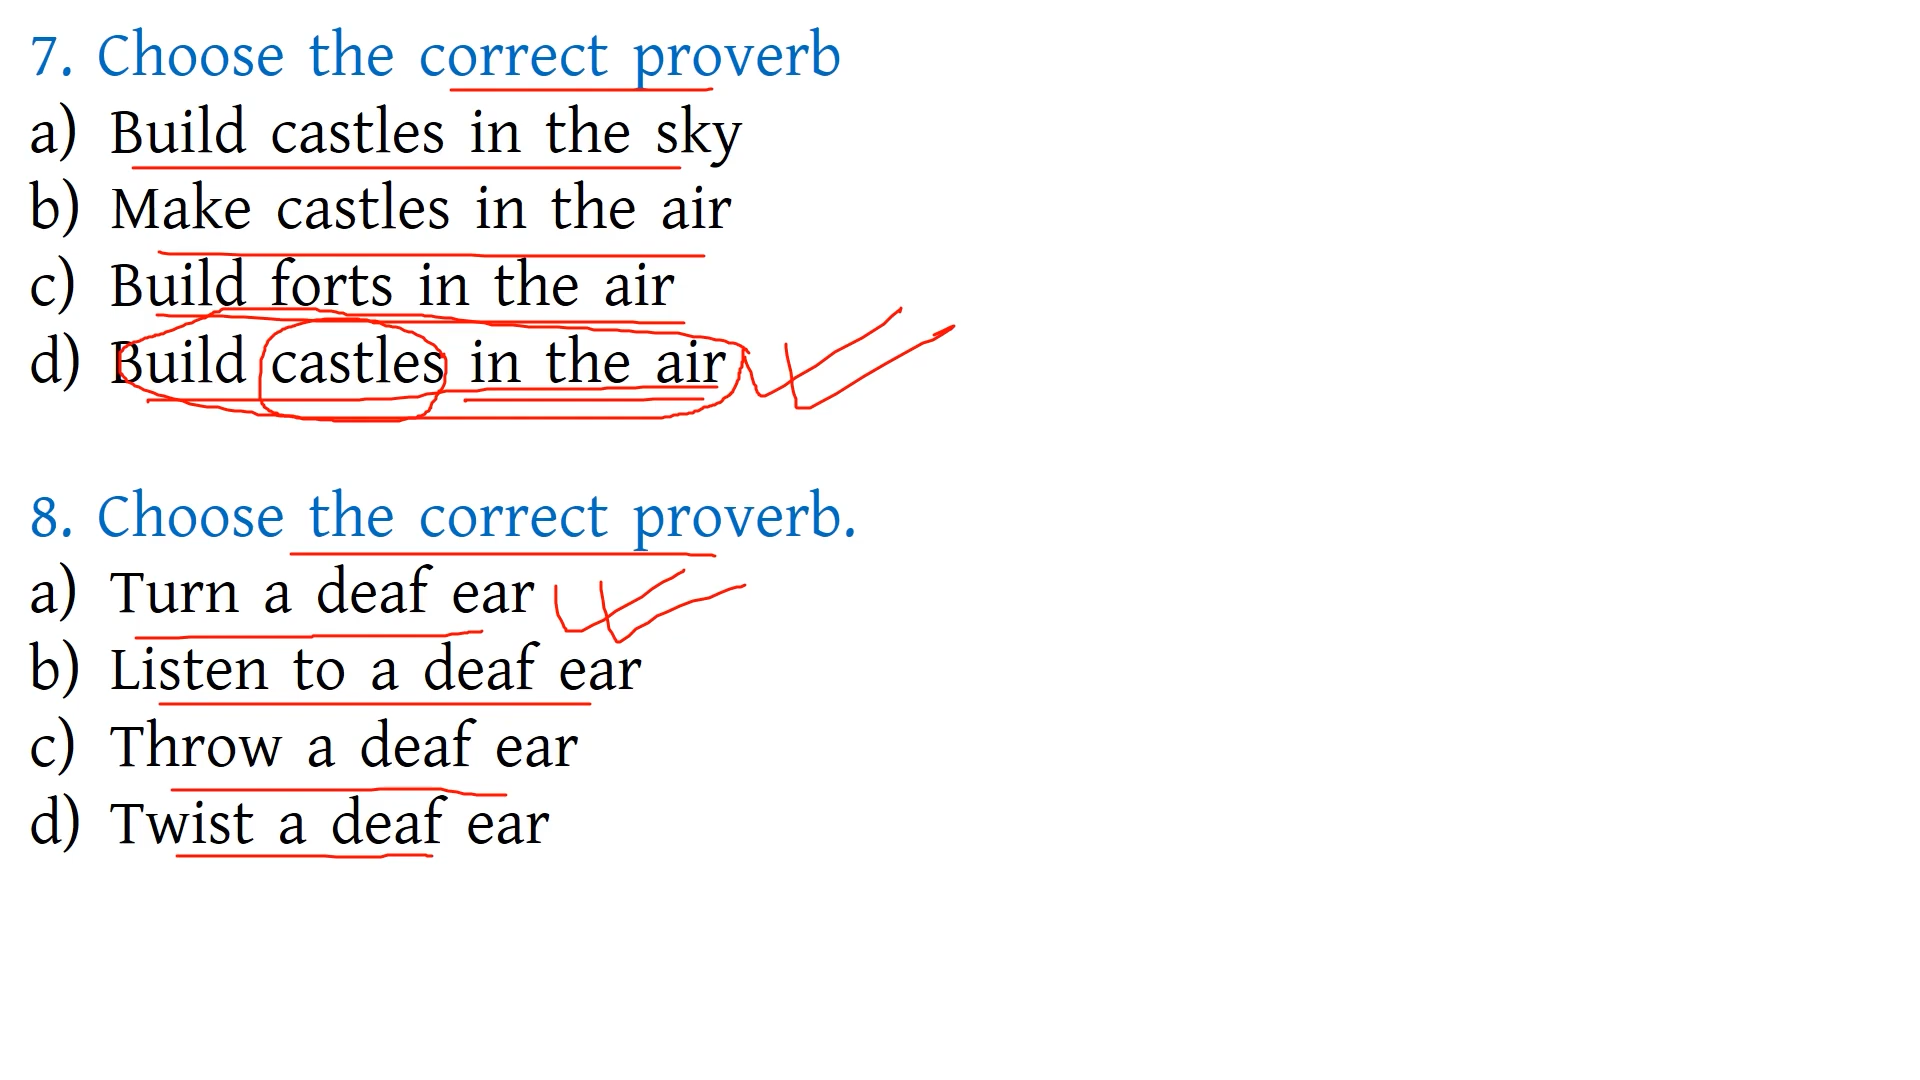 7. Choose the correct proverb
a) Build castles in the sky
b) Make castles in the air
c) Build forts in the air
d) Build castles in the air
8. Choose the correct proverb.
a) Turn a deaf ear
b) Listen to a deaf ear
c) Throw a deaf ear
d) Twist a deaf ear